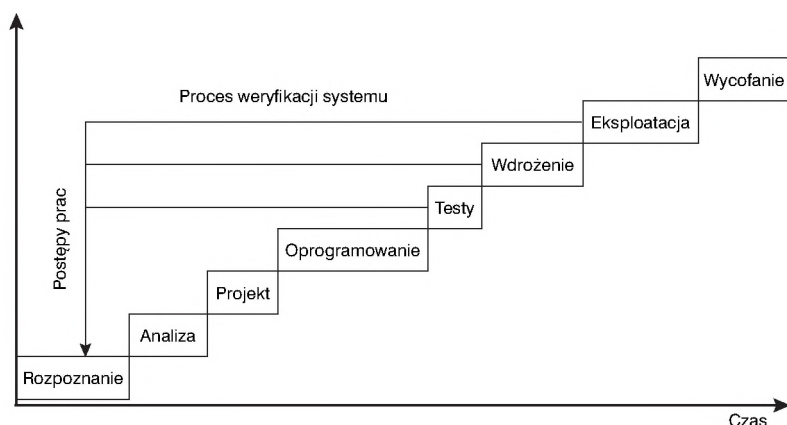 Wycofanie
Proces weryfikacji systemu
Eksploatacja
Wdrożenie
Testy
Postępy prac
Oprogramowanie
Projekt
Analiza
Rozpoznanie
Czas